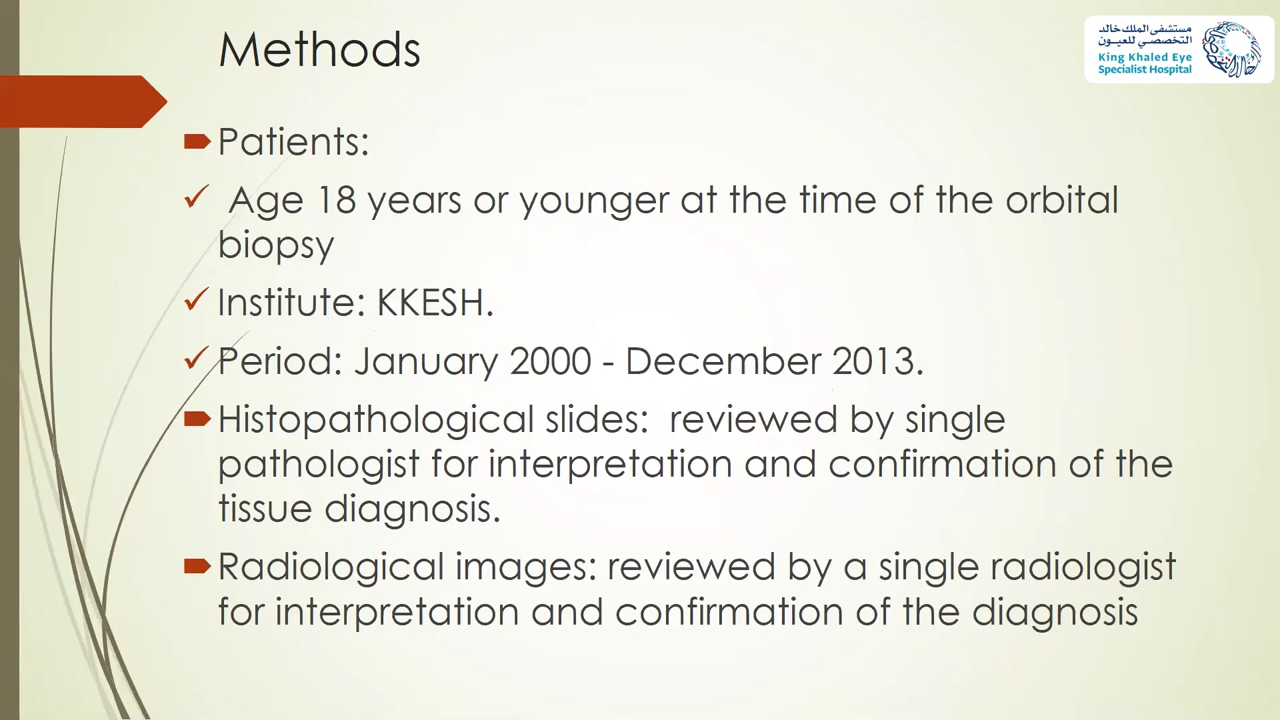 Methods
مستشفى الملك خالد
التخصصي للعيون
King Khaled Eye
Specialist Hospital
Patients:
Age 18 years or younger at the time of the orbital
biopsy
Institute: KKESH.
Period: January 2000 - December 2013.
Histopathological slides: reviewed by single
pathologist for interpretation and confirmation of the
tissue diagnosis.
Radiological images: reviewed by a single radiologist
for interpretation and confirmation of the diagnosis